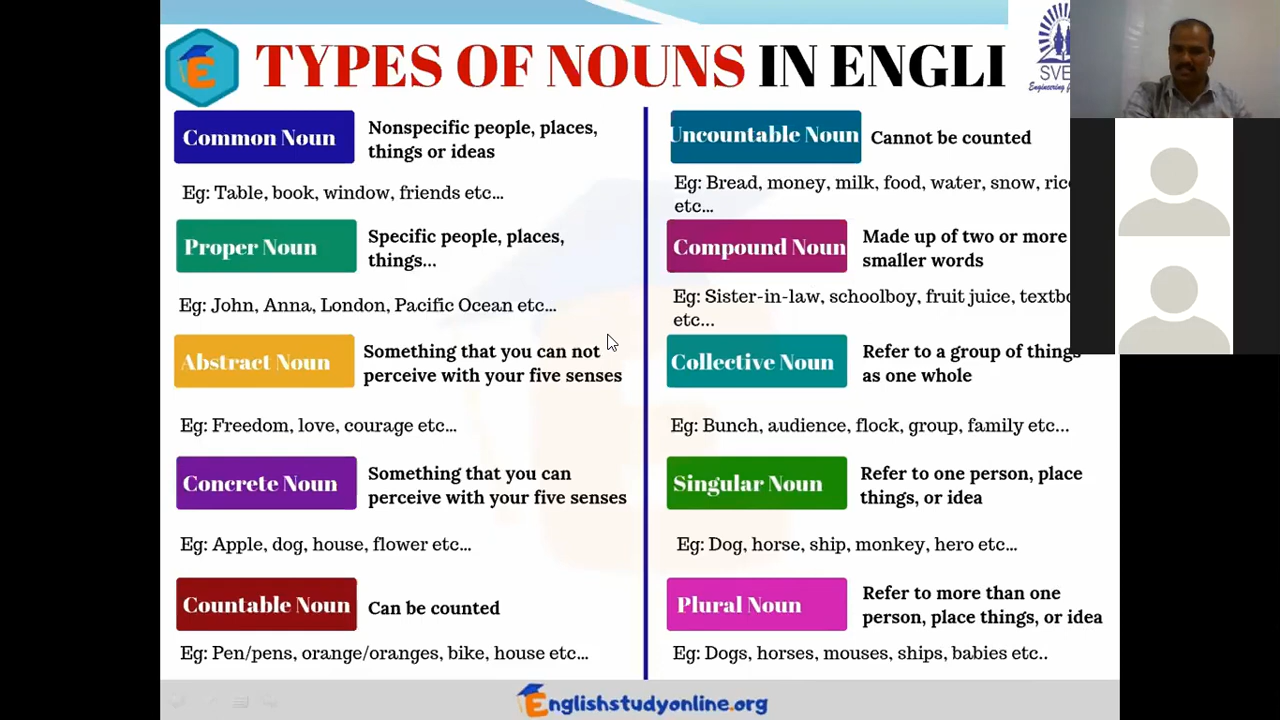 TYPES OF NOUNS IN ENGLI
SVE
Engineering
Common Noun
Nonspecific people, places,
things or ideas
Eg: Table, book, window, friends etc...
Proper Noun
Specific people, places,
things...
Eg: John, Anna, London, Pacific Ocean etc...
Abstract Noun
Something that you can not
perceive with your five senses
Eg: Freedom, love, courage etc...
Concrete Noun
Something that you can
perceive with your five senses
Eg: Apple, dog, house, flower etc...
Countable Noun
Can be counted
Eg: Pen/pens, orange/oranges, bike, house etc...
Uncountable Noun
Cannot be counted
Eg: Bread, money, milk, food, water, snow, ric
etc...
Compound Noun
Made up of two or more
smaller words
Eg: Sister-in-law, schoolboy, fruit juice, textbo
etc...
Collective Noun
Refer to a group of things
as one whole
Eg: Bunch, audience, flock, group, family etc...
Singular Noun
Refer to one person, place
things, or idea
Eg: Dog, horse, ship, monkey, hero etc...
Plural Noun
Refer to more than one
person, place things, or idea
Eg: Dogs, horses, mouses, ships, babies etc..
Englishstudyonline.org